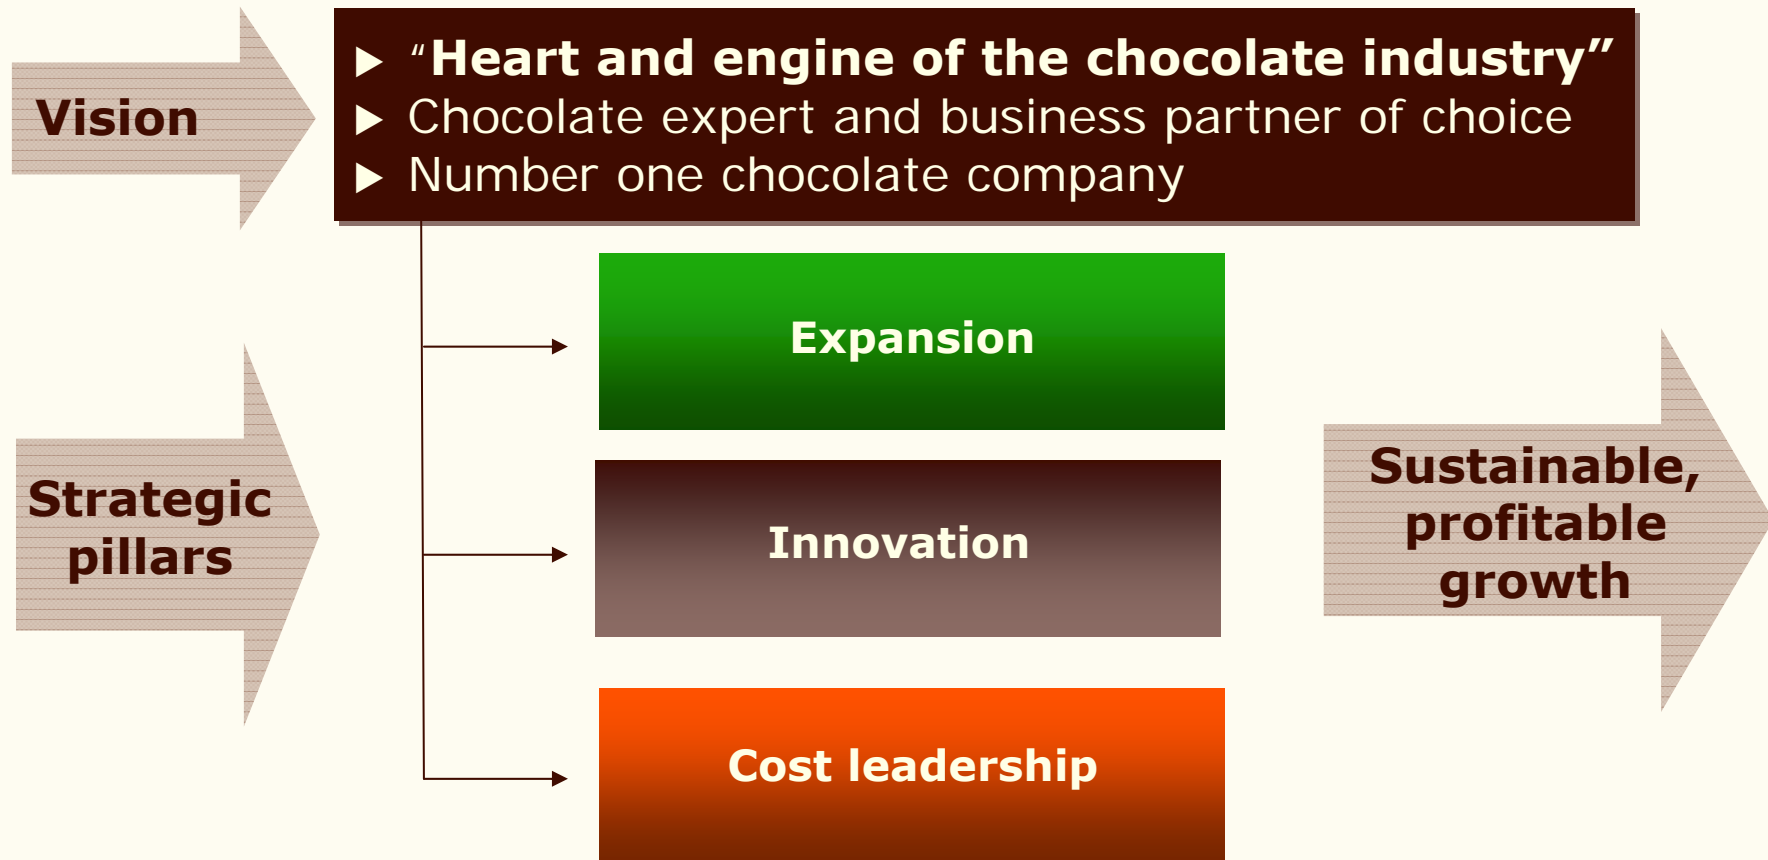 Vision
▶ “Heart and engine of the chocolate industry”
▶ Chocolate expert and business partner of choice
▶ Number one chocolate company
Strategic
pillars
Expansion
Innovation
Cost leadership
Sustainable,
profitable
growth